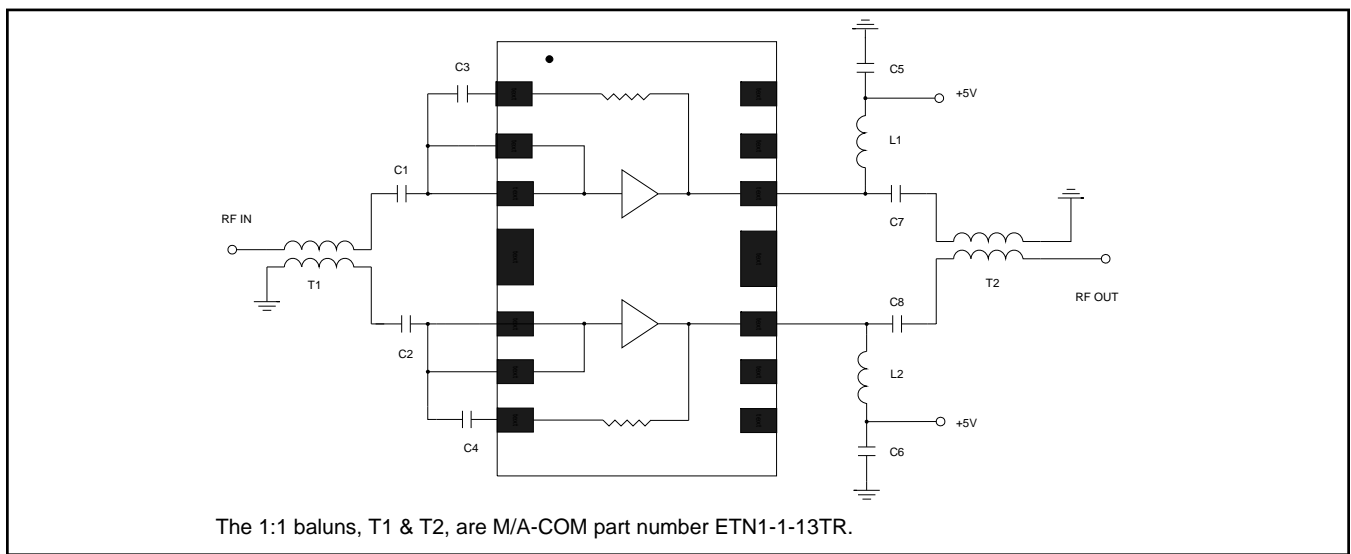 C3
C5
+5V
L1
C1
C7
RF IN
T1
T2
RF OUT
C8
C2
L2
C4
+5V
C6
The 1:1 baluns, T1 & T2, are M/A-COM part number ETN1-1-13TR.